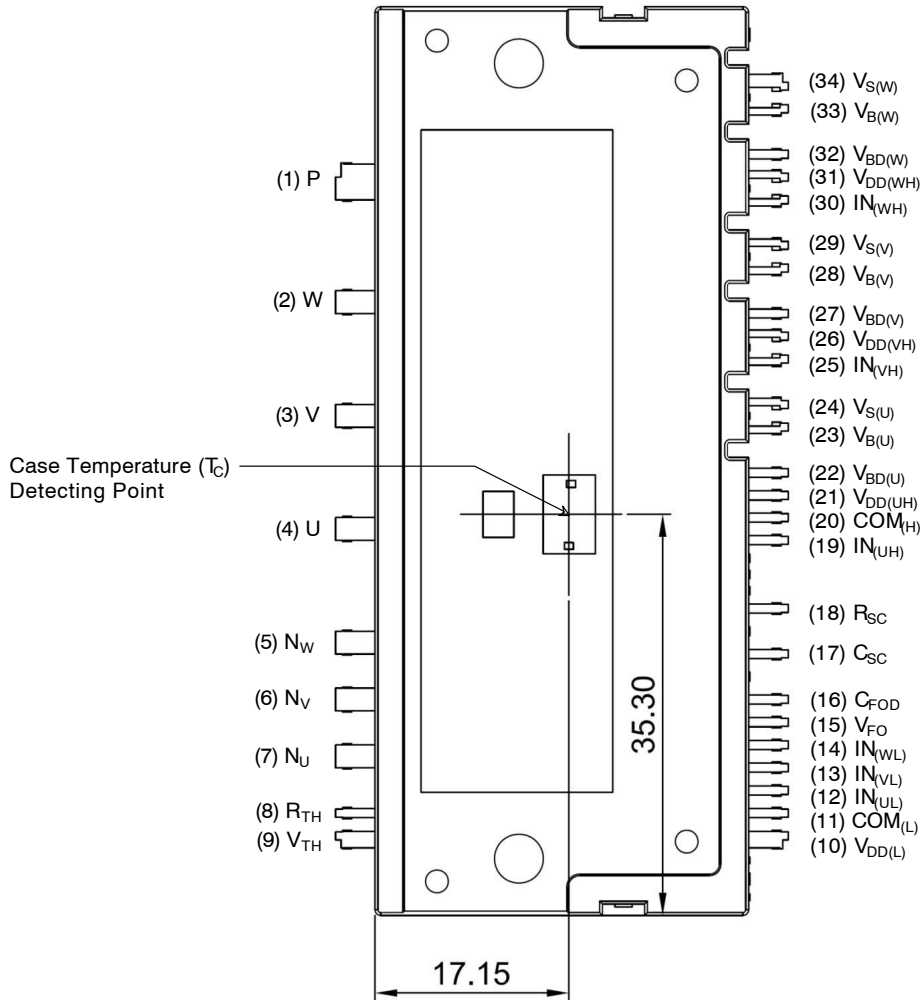 (1) P
(2) W
(3) V
Case Temperature (TC)
Detecting Point
(4) U
(5) NW
(6) NV
(7) NU
(8) RTH
(9) VTH
(34) VS(W)
(33) VB(W)
(32) VBD(W)
(31) VDD(WH)
(30) IN(WH)
(29) VS(V)
(28) VB(V)
(27) VBD(V)
(26) VDD(VH)
(25) IN(VH)
(24) VS(U)
(23) VB(U)
(22) VBD(U)
(21) VDD(UH)
(20) COM(H)
(19) IN(UH)
(18) RSC
(17) CSC
(16) CFOD
(15) VFO
(14) IN(WL)
(13) IN(VL)
(12) IN(UL)
(11) COM(L)
(10) VDD(L)
35.30
17.15